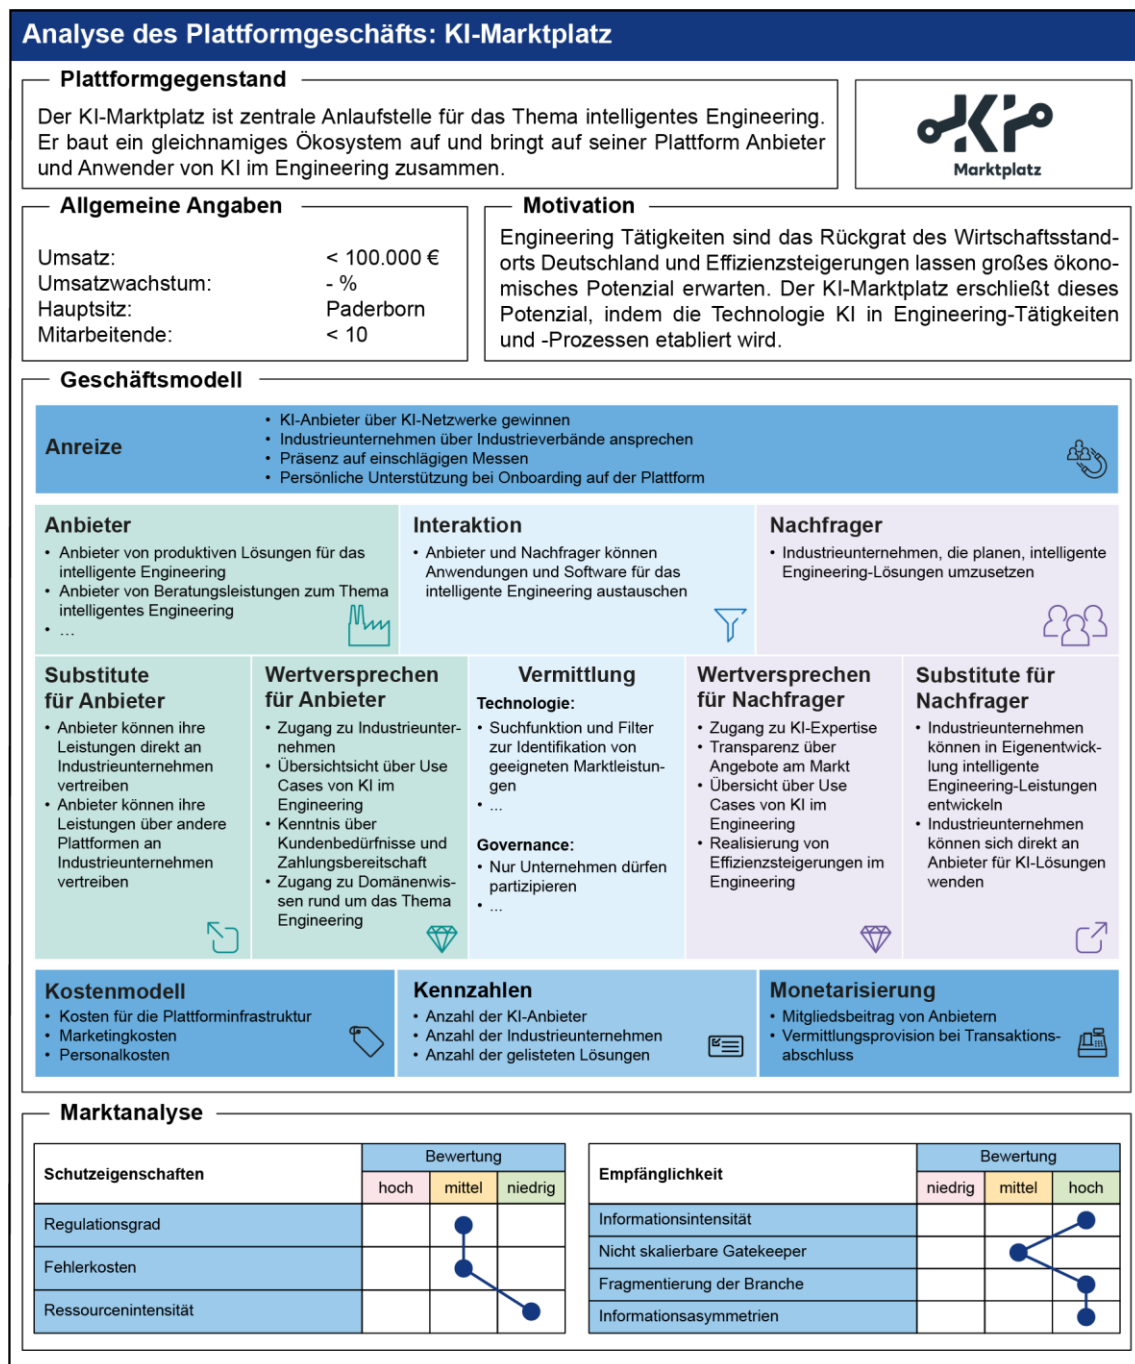 Analyse des Plattformgeschäfts: KI-Marktplatz
Plattformgegenstand
Der KI-Marktplatz ist zentrale Anlaufstelle für das Thema intelligentes Engineering.
Er baut ein gleichnamiges Ökosystem auf und bringt auf seiner Plattform Anbieter
und Anwender von KI im Engineering zusammen.
KI
Marktplatz
Allgemeine Angaben
Umsatz: < 100.000 €
Umsatzwachstum: - %
Hauptsitz: Paderborn
Mitarbeitende: < 10
Motivation
Engineering Tätigkeiten sind das Rückgrat des Wirtschaftsstand-
orts Deutschland und Effizienzsteigerungen lassen großes ökono-
misches Potenzial erwarten. Der KI-Marktplatz erschließt dieses
Potenzial, indem die Technologie KI in Engineering-Tätigkeiten
und -Prozessen etabliert wird.
Geschäftsmodell
Anreize
• KI-Anbieter über KI-Netzwerke gewinnen
• Industrieunternehmen über Industrieverbände ansprechen
• Präsenz auf einschlägigen Messen
• Persönliche Unterstützung bei Onboarding auf der Plattform
Anbieter
• Anbieter von produktiven Lösungen für das
intelligente Engineering
• Anbieter von Beratungsleistungen zum Thema
intelligentes Engineering
• ...
Interaktion
• Anbieter und Nachfrager können
Anwendungen und Software für das
intelligente Engineering austauschen
Nachfrager
• Industrieunternehmen, die planen, intelligente
Engineering-Lösungen umzusetzen
Substitute
für Anbieter
• Anbieter können ihre
Leistungen direkt an
Industrieunternehmen
vertreiben
• Anbieter können ihre
Leistungen über andere
Plattformen an
Industrieunternehmen
vertreiben
Wertversprechen
für Anbieter
• Zugang zu Industrieunter-
nehmen
• Übersichtsicht über Use
Cases von KI im
Engineering
• Kenntnis über
Kundenbedürfnisse und
Zahlungsbereitschaft
• Zugang zu Domänenwis-
sen rund um das Thema
Engineering
Vermittlung
Technologie:
• Suchfunktion und Filter
zur Identifikation von
geeigneten Marktleistun-
gen
• ...
Governance:
• Nur Unternehmen dürfen
partizipieren
• ...
Wertversprechen
für Nachfrager
• Zugang zu KI-Expertise
• Transparenz über
Angebote am Markt
• Übersicht über Use
Cases von KI im
Engineering
• Realisierung von
Effizienzsteigerungen im
Engineering
Substitute für
Nachfrager
• Industrieunternehmen
können in Eigenentwick-
lung intelligente
Engineering-Leistungen
entwickeln
• Industrieunternehmen
können sich direkt an
Anbieter für KI-Lösungen
wenden
Kostenmodell
• Kosten für die Plattforminfrastruktur
• Marketingkosten
• Personalkosten
Kennzahlen
• Anzahl der KI-Anbieter
• Anzahl der Industrieunternehmen
• Anzahl der gelisteten Lösungen
Monetarisierung
• Mitgliedsbeitrag von Anbietern
• Vermittlungsprovision bei Transaktions-
abschluss
Marktanalyse
Schutzeigenschaften
Bewertung
hoch mittel niedrig
Regulationsgrad
Fehlerkosten
Ressourcenintensität
Empfänglichkeit
Bewertung
niedrig mittel hoch
Informationsintensität
Nicht skalierbare Gatekeeper
Fragmentierung der Branche
Informationsasymmetrien